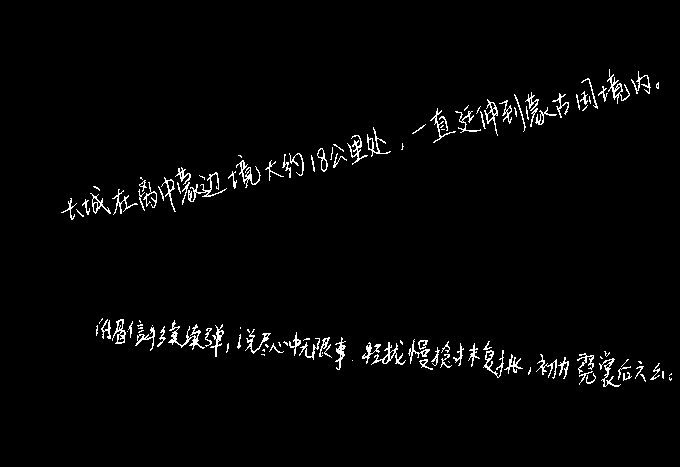 长城在离中蒙边境大约18公里处，一直延伸到蒙古国境内。
低眉信手续续弹，说尽心中无限事.轻拢慢捻抹复挑，初为霓裳后六幺。